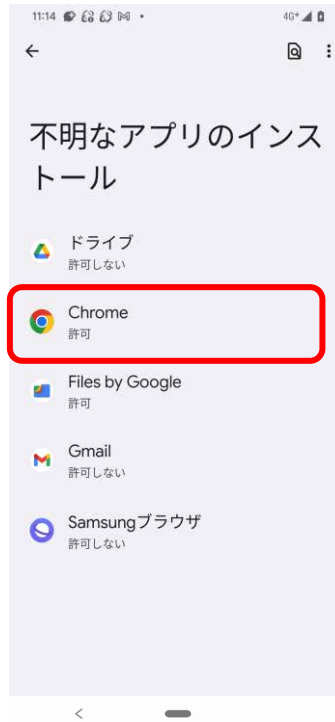 11:14 4G+
不明なアプリのインス
トール
ドライブ
許可しない
Chrome
許可
Files by Google
許可
Gmail
許可しない
Samsungブラウザ
許可しない